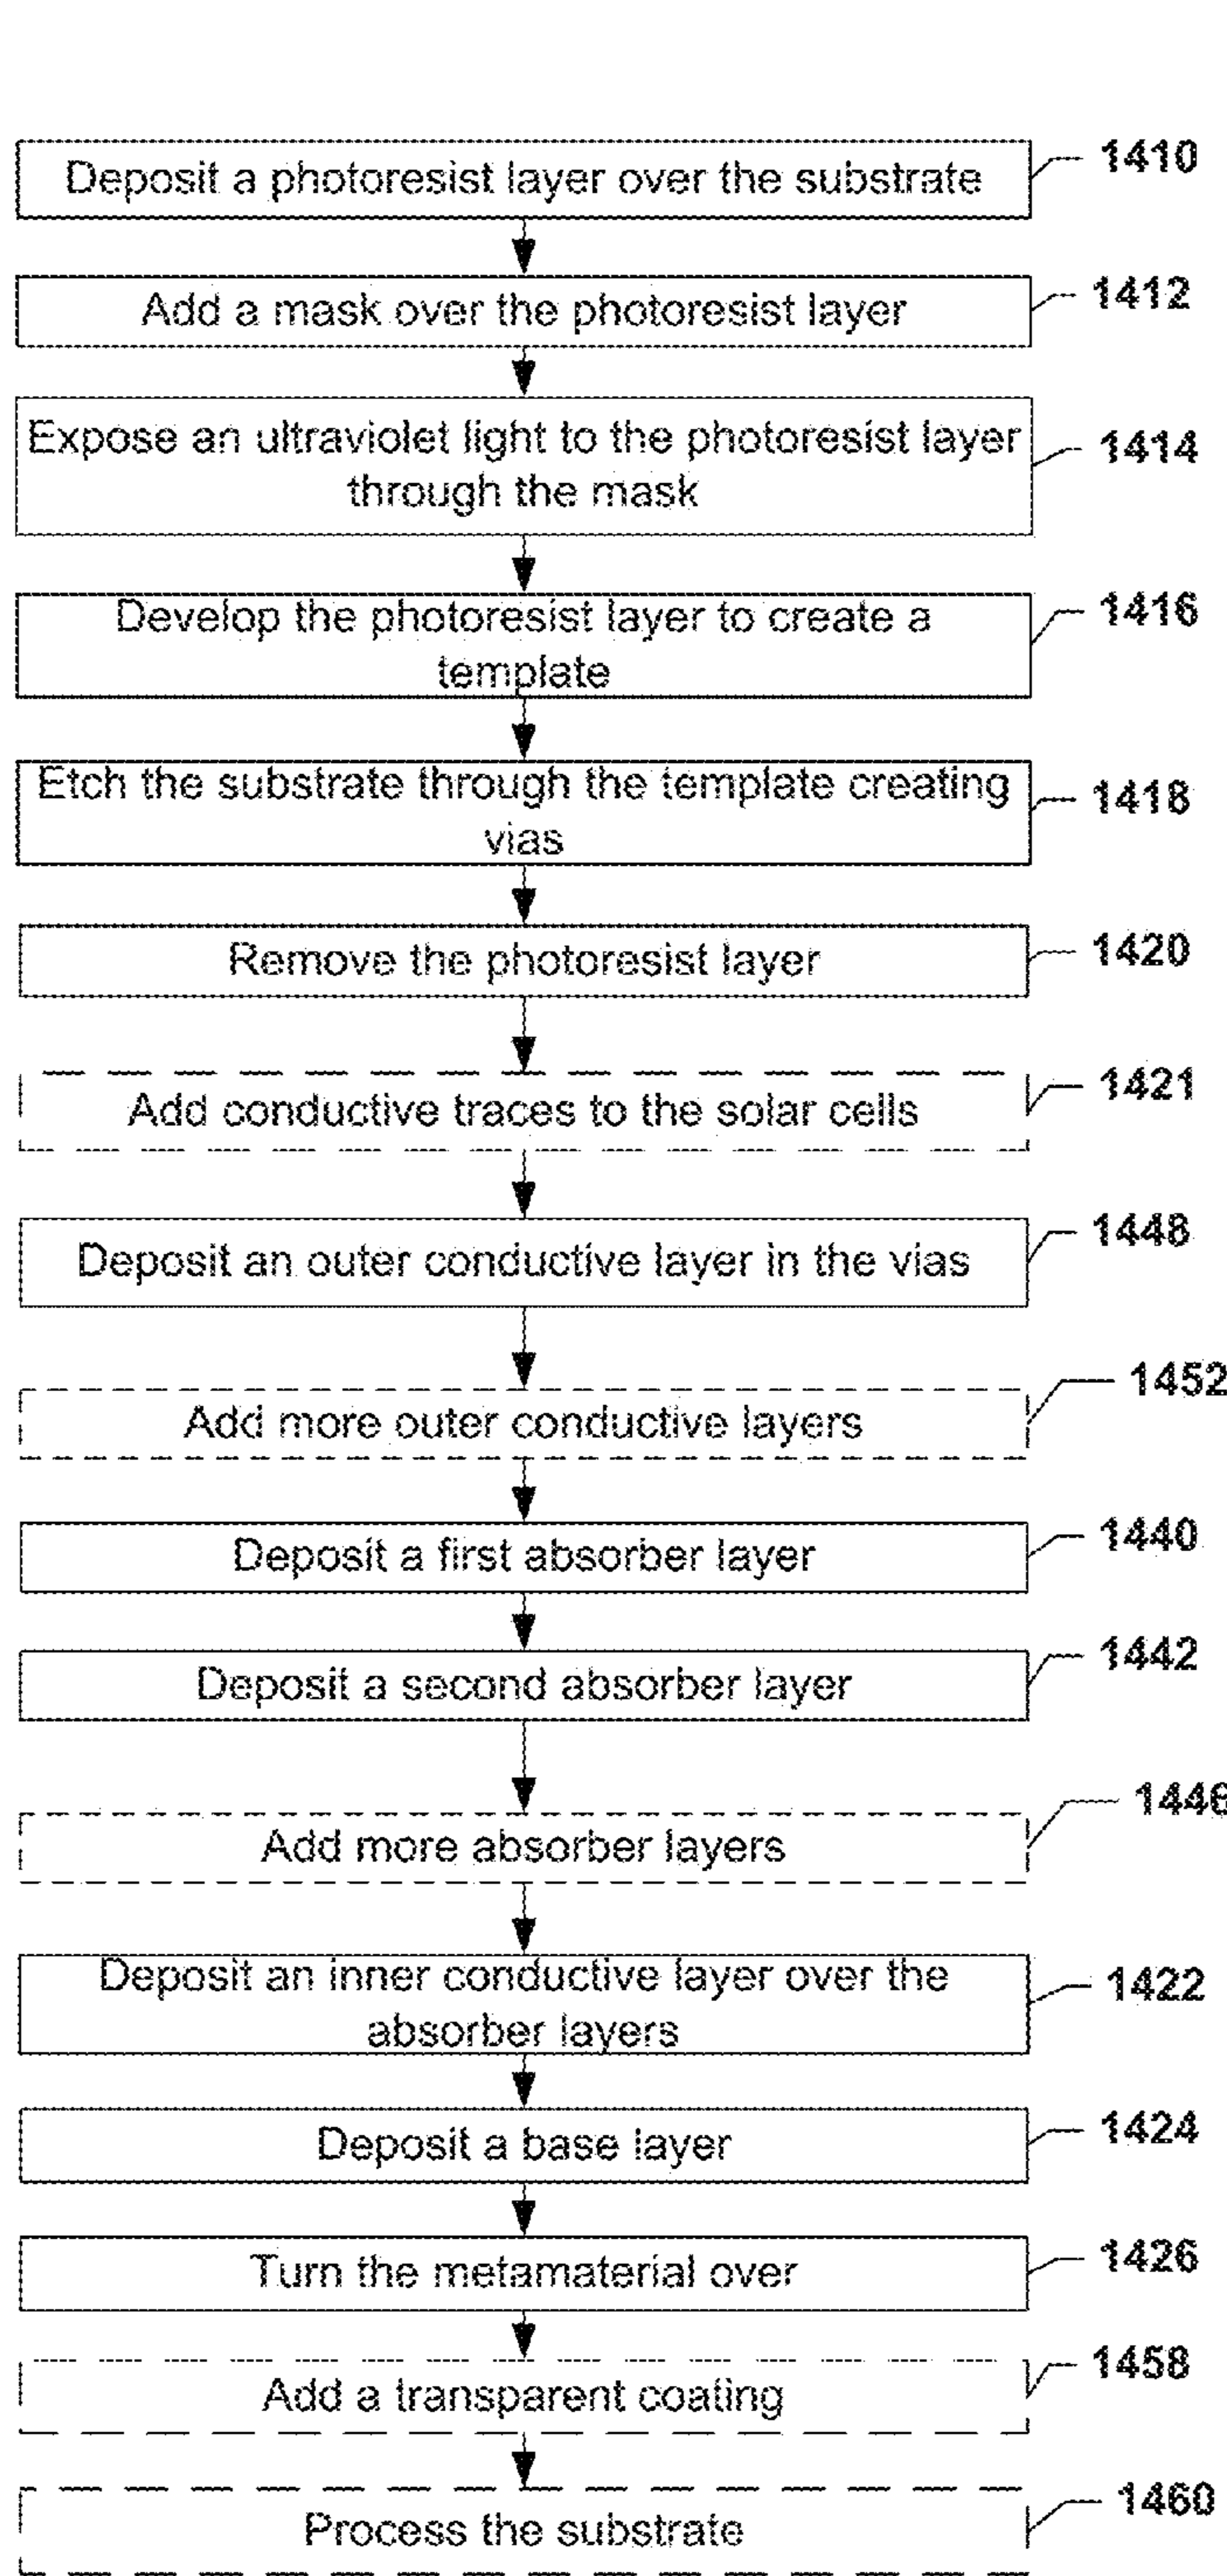 Deposit a photoresist layer over the substrate
1410
Add a mask over the photoresist layer
1412
Expose an ultraviolet light to the photoresist layer
through the mask
1414
Develop the photoresist layer to create a
template
1416
Etch the substrate through the template creating
vias
1418
Remove the photoresist layer
1420
Add conductive traces to the solar cells
1421
Deposit an outer conductive layer in the vias
1448
Add more outer conductive layers
1452
Deposit a first absorber layer
1440
Deposit a second absorber layer
1442
Add more absorber layers
1446
Deposit an inner conductive layer over the
absorber layers
1422
Deposit a base layer
1424
Turn the metamaterial over
1426
Add a transparent coating
1458
Process the substrate
1460